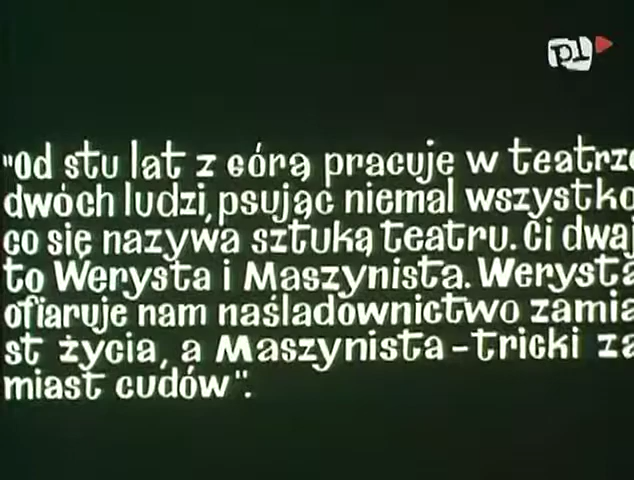 "Od stu lat z górą pracuje w teatrze
dwóch ludzi, psując niemal wszystko
co się nazywa sztuką teatru. Ci dwaj
to Werysta i Maszynista. Werysta
ofiaruje nam naśladownictwo zamia
st życia, a Maszynista-tricki za
miast cudów".